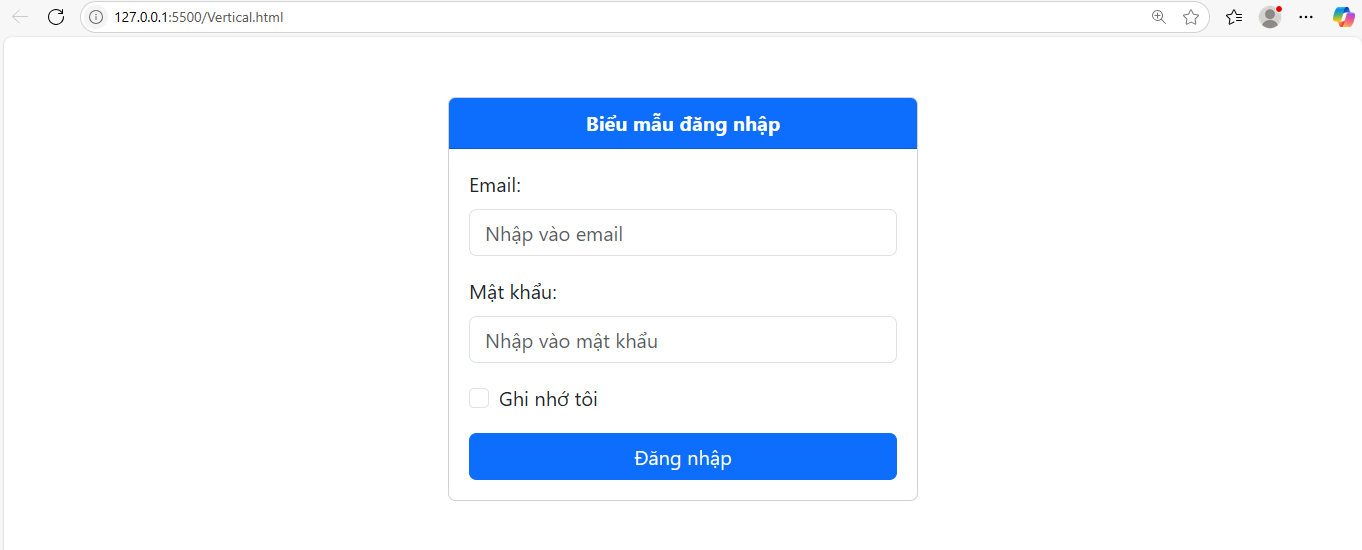 127.0.0.1:5500/Vertical.html
Biểu mẫu đăng nhập
Email:
Nhập vào email
Mật khẩu:
Nhập vào mật khẩu
Ghi nhớ tôi
Đăng nhập